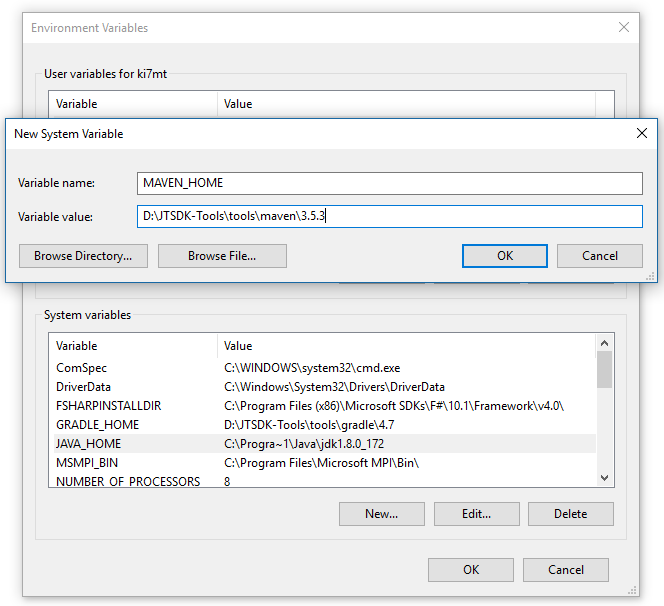 Environment Variables
User variables for ki7mt
Variable Value
New System Variable
Variable name: MAVEN_HOME
Variable value: D:\JTSDK-Tools\tools\maven\3.5.3
Browse Directory... Browse File... OK Cancel
System variables
Variable Value
ComSpec C:\WINDOWS\system32\cmd.exe
DriverData C:\Windows\System32\Drivers\DriverData
FSHARPINSTALLDIR C:\Program Files (x86)\Microsoft SDKs\F#\10.1\Framework\v4.0\
GRADLE_HOME D:\JTSDK-Tools\tools\gradle\4.7
JAVA_HOME C:\Progra~1\Java\jdk1.8.0_172
MSMPI_BIN C:\Program Files\Microsoft MPI\Bin\
NUMBER_OF_PROCESSORS 8
New... Edit... Delete
OK Cancel